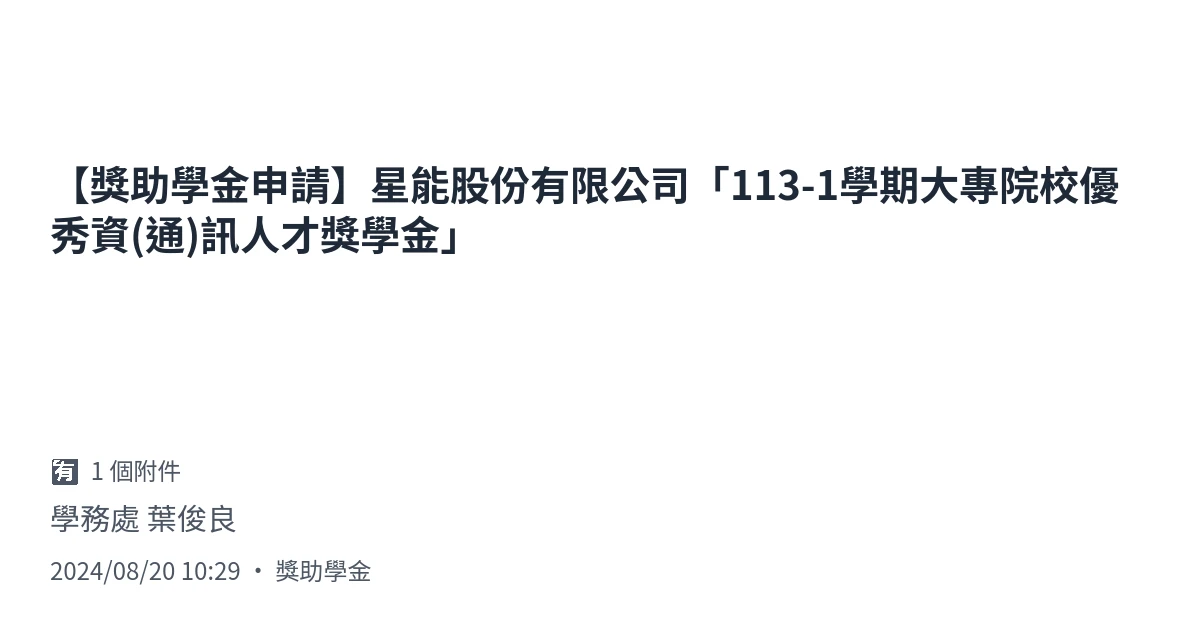 【獎助學金申請】星能股份有限公司「113-1學期大專院校優
秀資(通)訊人才獎學金」
有 1 個附件
學務處 葉俊良
2024/08/20 10:29 • 獎助學金